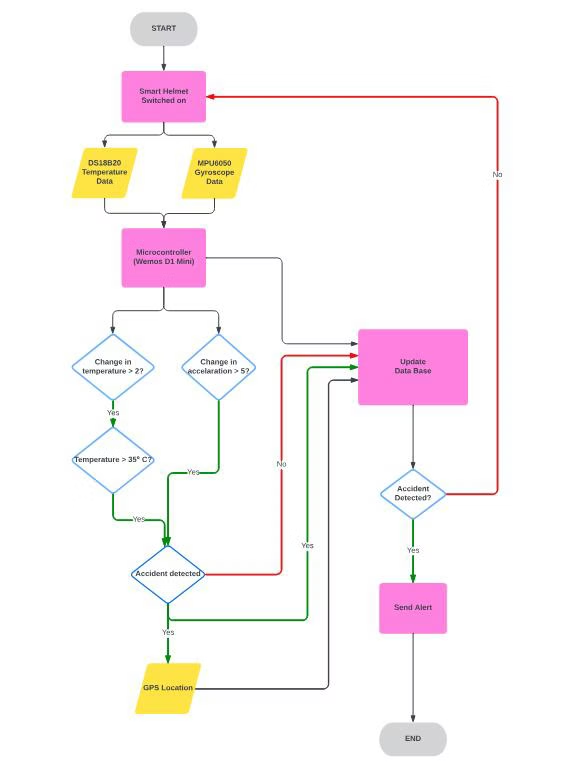 START
Smart Helmet
Switched on
DS18B20
Temperature
Data
MPU6050
Gyroscope
Data
No
Microcontroller
(Wemos D1 Mini)
Change in
temperature > 2?
Change in
accelaration > 5?
Update
Data Base
Yes
Temperature > 35° C?
Yes
No
Accident
Detected?
Yes
Yes
Yes
Accident detected
Send Alert
Yes
GPS Location
END